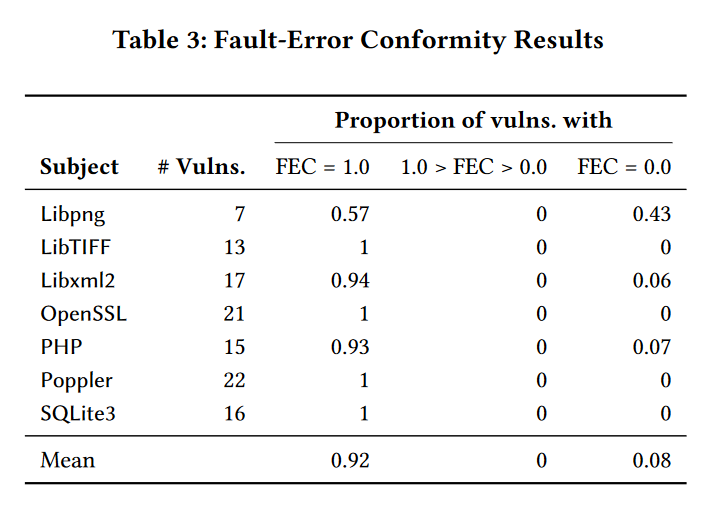 Table 3: Fault-Error Conformity Results
Proportion of vulns. with
Subject # Vulns. FEC = 1.0 1.0 > FEC > 0.0 FEC = 0.0
Libpng 7 0.57 0 0.43
LibTIFF 13 1 0 0
Libxml2 17 0.94 0 0.06
OpenSSL 21 1 0 0
PHP 15 0.93 0 0.07
Poppler 22 1 0 0
SQLite3 16 1 0 0
Mean 0.92 0 0.08